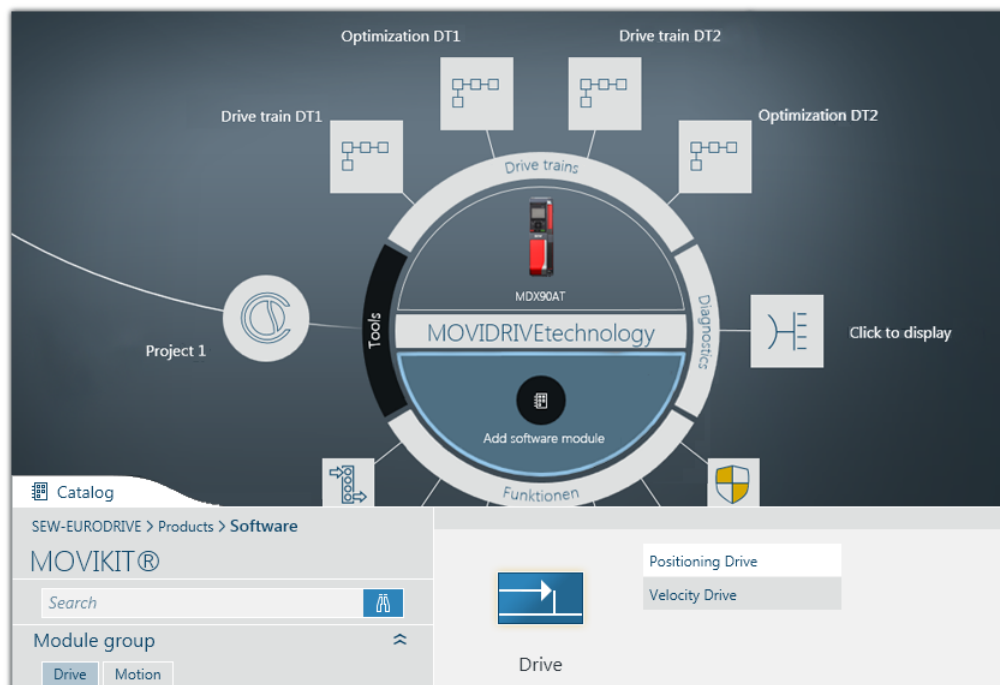 Optimization DT1
Drive train DT2
Drive train DT1
Optimization DT2
Drive trains
MDX90AT
Tools
MOVIDRIVEtechnology
Diagnostics
Project 1
Click to display
Add software module
Funktionen
Catalog
SEW-EURODRIVE > Products > Software
MOVIKIT®
Search
Module group
Drive Motion
Positioning Drive
Velocity Drive
Drive